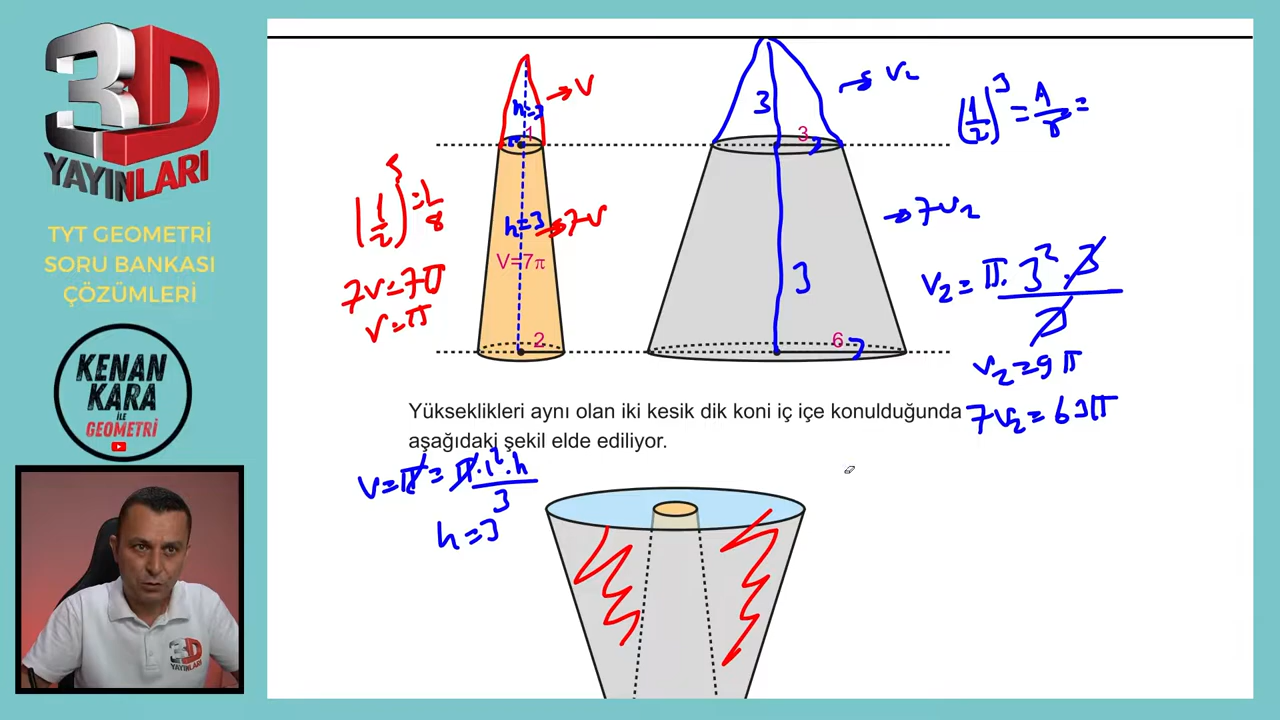 3D
YAYINLARI
TYT GEOMETRİ
SORU BANKASI
ÇÖZÜMLERİ
KENAN
KARA
İLE
GEOMETRİ
3D
YAYINLARI
h=3
→V
1
h=3
→7V
V=7π
2
(1/2)³=1/8
7V=7π
V=π
3
→V₂
3
→7V₂
3
6
(1/2)³=1/8=
V₂=π.3².3/3
V₂=9π
7V₂=63π
Yükseklikleri aynı olan iki kesik dik koni iç içe konulduğunda
aşağıdaki şekil elde ediliyor.
V=π=π.1².h/3
h=3